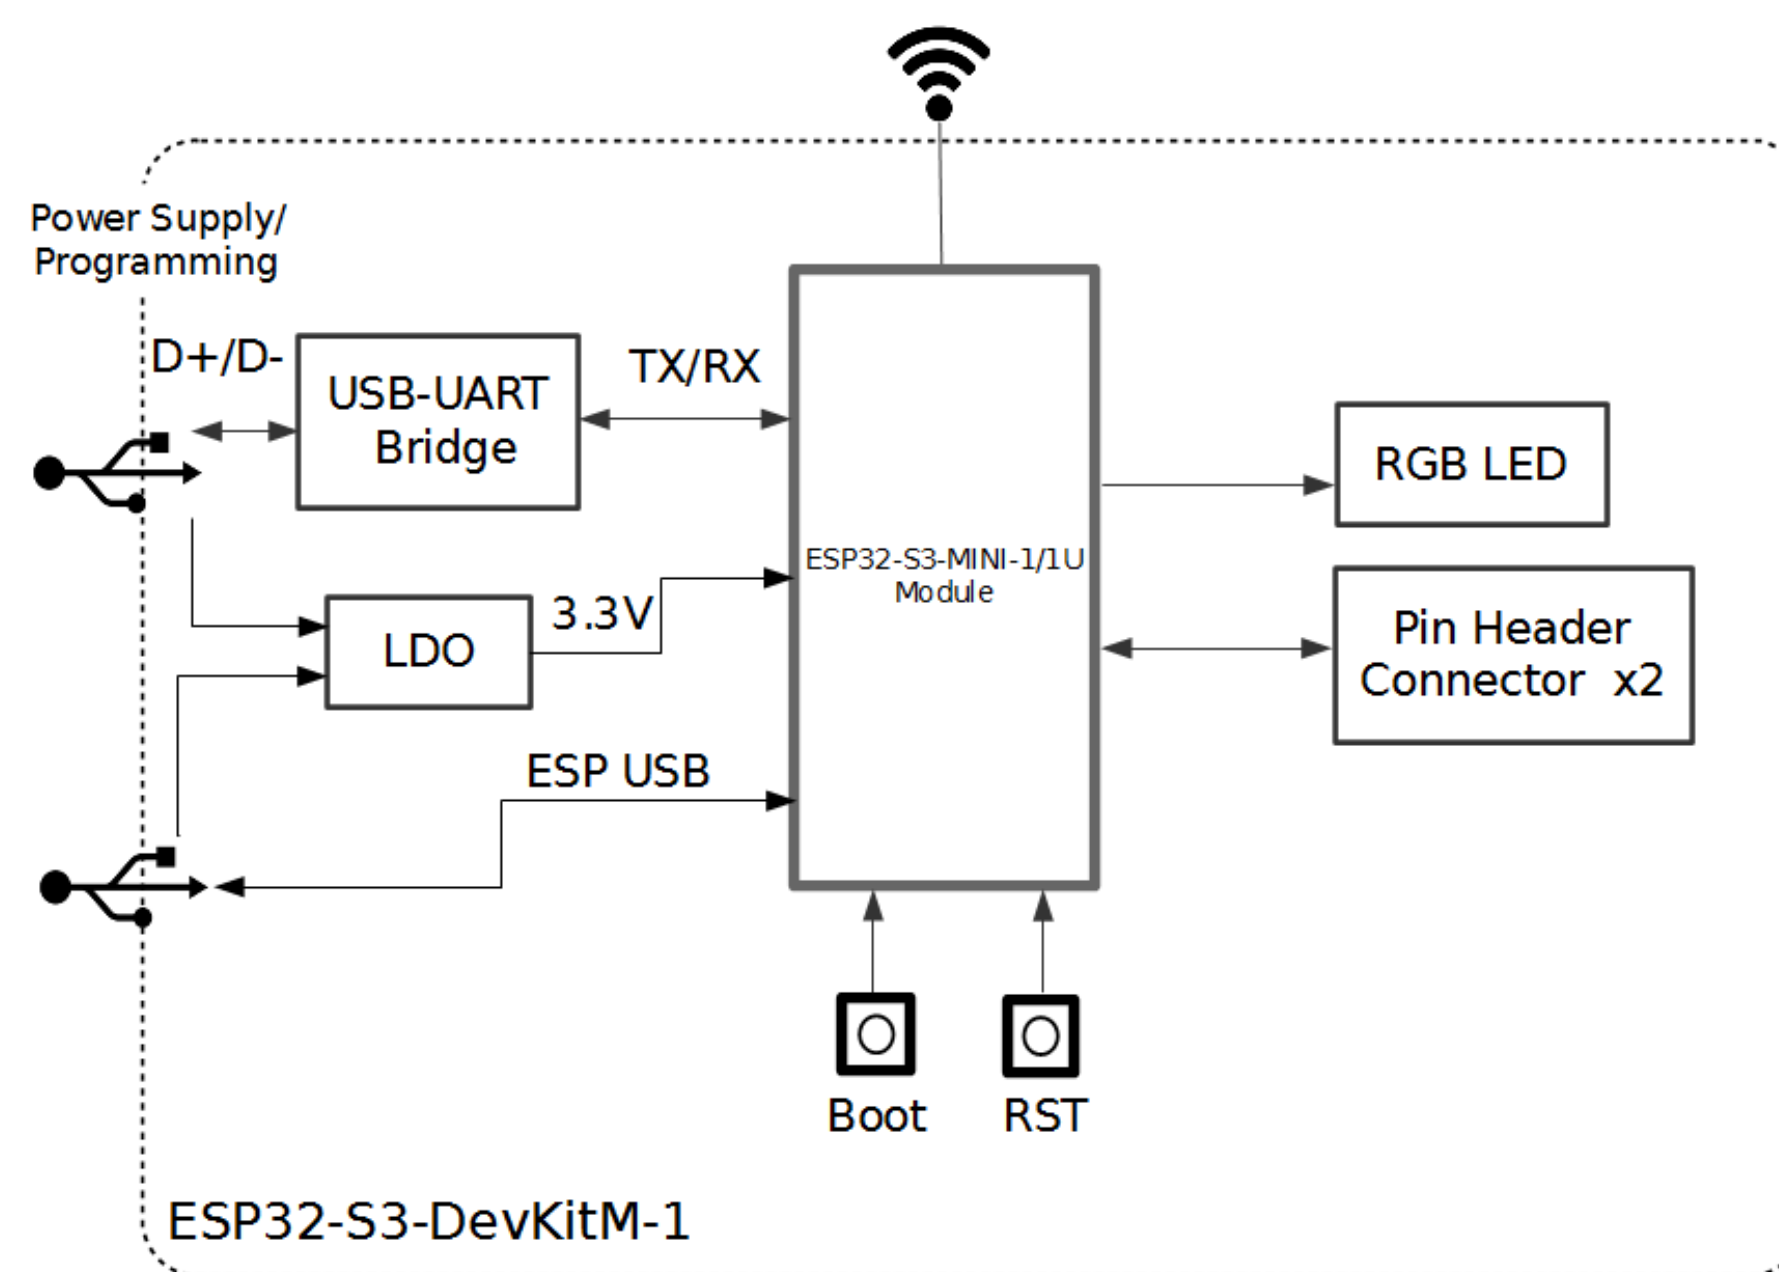 Power Supply/
Programming
D+/D-
USB-UART
Bridge
TX/RX
RGB LED
ESP32-S3-MINI-1/1U
Module
3.3V
LDO
Pin Header
Connector x2
ESP USB
Boot
RST
ESP32-S3-DevKitM-1